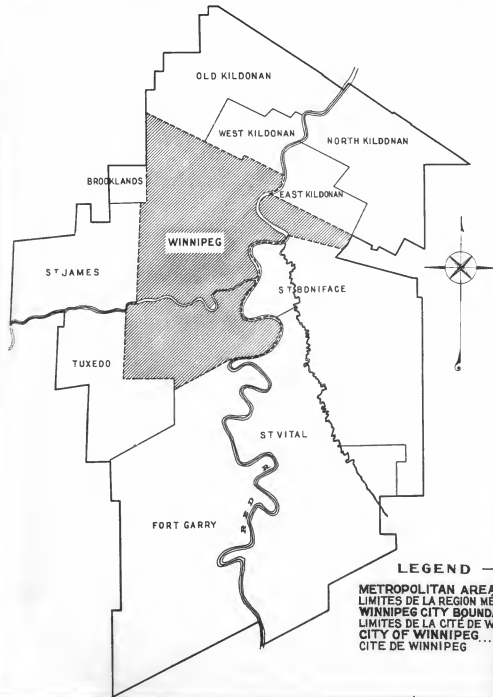 OLD KILDONAN
WEST KILDONAN
NORTH KILDONAN
BROOKLANDS
EAST KILDONAN
WINNIPEG
ST JAMES
ST BONIFACE
TUXEDO
ST VITAL
RED R
FORT GARRY
LEGEND —
METROPOLITAN AREA
LIMITES DE LA REGION MÉ
WINNIPEG CITY BOUNDA
LIMITES DE LA CITÉ DE W
CITY OF WINNIPEG...
CITE DE WINNIPEG